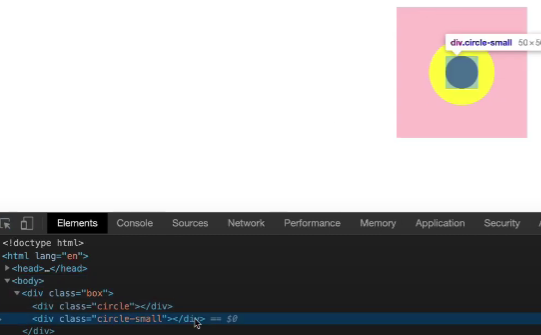 div.circle-small 50 × 5
Elements Console Sources Network Performance Memory Application Security
<!doctype html>
<html lang="en">
▶<head>…</head>
▼<body>
▼<div class="box">
<div class="circle"></div>
<div class="circle-small"></div> == $0
</div>